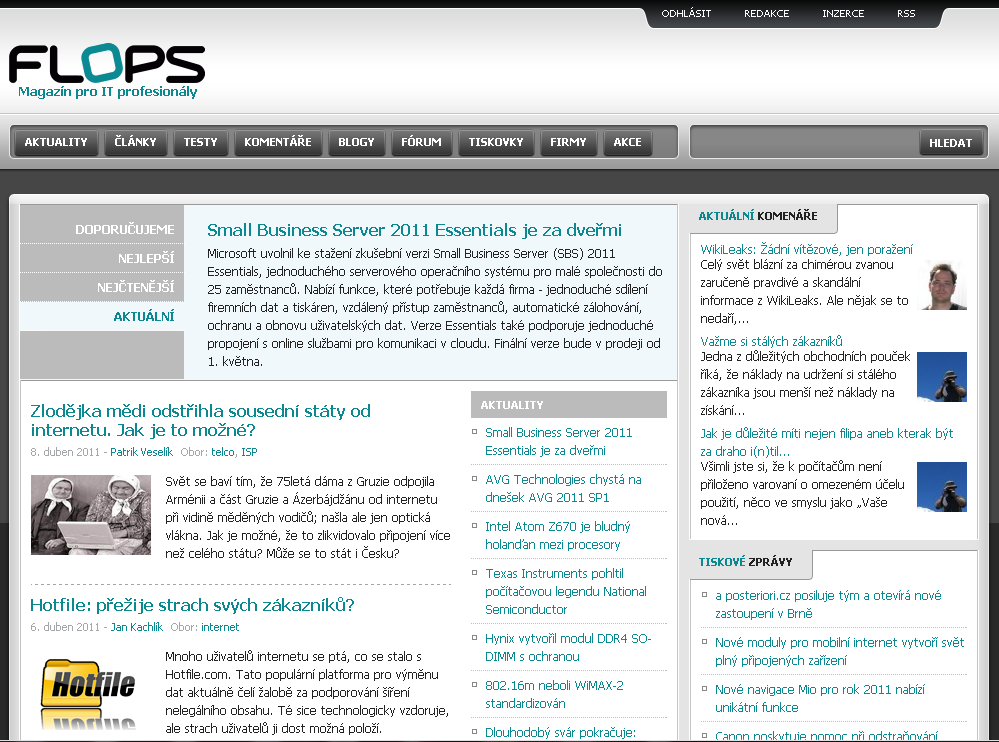 ODHLÁSIT REDAKCE INZERCE RSS
FLOPS
Magazín pro IT profesionály
AKTUALITY ČLÁNKY TESTY KOMENTÁŘE BLOGY FÓRUM TISKOVKY FIRMY AKCE HLEDAT
DOPORUČUJEME
NEJLEPŠÍ
NEJČTENĚJŠÍ
AKTUÁLNÍ
Small Business Server 2011 Essentials je za dveřmi
Microsoft uvolnil ke stažení zkušební verzi Small Business Server (SBS) 2011
Essentials, jednoduchého serverového operačního systému pro malé společnosti do
25 zaměstnanců. Nabízí funkce, které potřebuje každá firma - jednoduché sdílení
firemních dat a tiskáren, vzdálený přístup zaměstnanců, automatické zálohování,
ochranu a obnovu uživatelských dat. Verze Essentials také podporuje jednoduché
propojení s online službami pro komunikaci v cloudu. Finální verze bude v prodeji od
1. května.
Zlodějka mědi odstřihla sousední státy od
internetu. Jak je to možné?
8. duben 2011 - Patrik Veselík Obor: telco, ISP
Svět se baví tím, že 75letá dáma z Gruzie odpojila
Arménii a část Gruzie a Ázerbájdžánu od internetu
při vidině měděných vodičů; našla ale jen optická
vlákna. Jak je možné, že to zlikvidovalo připojení více
než celého státu? Může se to stát i Česku?
Hotfile: přežije strach svých zákazníků?
6. duben 2011 - Jan Kachlík Obor: internet
Hotfile
Mnoho uživatelů internetu se ptá, co se stalo s
Hotfile.com. Tato populární platforma pro výměnu
dat aktuálně čelí žalobě za podporování šíření
nelegálního obsahu. Té sice technologicky vzdoruje,
ale strach uživatelů ji dost možná položí.
AKTUALITY
Small Business Server 2011
Essentials je za dveřmi
AVG Technologies chystá na
dnešek AVG 2011 SP1
Intel Atom Z670 je bludný
holanďan mezi procesory
Texas Instruments pohltil
počítačovou legendu National
Semiconductor
Hynix vytvořil modul DDR4 SO-
DIMM s ochranou
802.16m neboli WiMAX-2
standardizován
Dlouhodobý svár pokračuje:
AKTUÁLNÍ KOMENÁŘE
WikiLeaks: Žádní vítězové, jen poražení
Celý svět blázní za chimérou zvanou
zaručeně pravdivé a skandální
informace z WikiLeaks. Ale nějak se to
nedaří,...
Važme si stálých zákazníků
Jedna z důležitých obchodních pouček
říká, že náklady na udržení si stálého
zákazníka jsou menší než náklady na
získání...
Jak je důležité míti nejen filipa aneb kterak být
za draho i(n)til...
Všimli jste si, že k počítačům není
přiloženo varovaní o omezeném účelu
použití, něco ve smyslu jako „Vaše
nová...
TISKOVÉ ZPRÁVY
a posteriori.cz posiluje tým a otevírá nové
zastoupení v Brně
Nové moduly pro mobilní internet vytvoří svět
plný připojených zařízení
Nové navigace Mio pro rok 2011 nabízí
unikátní funkce
Canon poskytuje pomoc při odstraňování